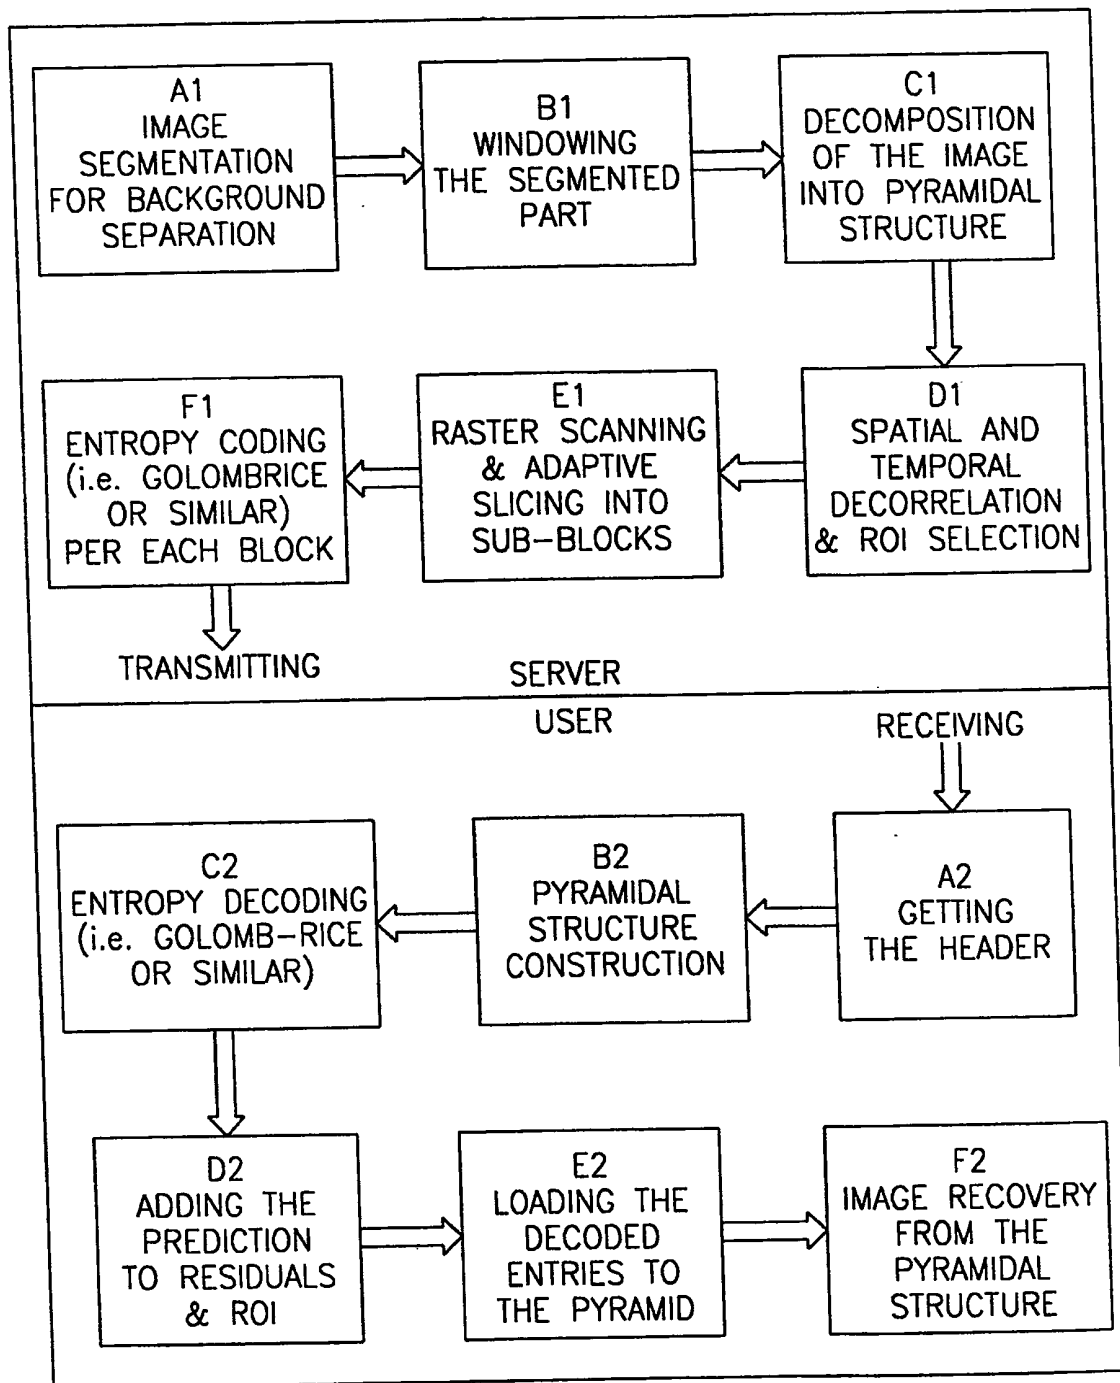 A1
IMAGE
SEGMENTATION
FOR BACKGROUND
SEPARATION
B1
WINDOWING
THE SEGMENTED
PART
C1
DECOMPOSITION
OF THE IMAGE
INTO PYRAMIDAL
STRUCTURE
D1
SPATIAL AND
TEMPORAL
DECORRELATION
& ROI SELECTION
E1
RASTER SCANNING
& ADAPTIVE
SLICING INTO
SUB-BLOCKS
F1
ENTROPY CODING
(i.e. GOLOMBRICE
OR SIMILAR)
PER EACH BLOCK
TRANSMITTING
SERVER
USER
RECEIVING
A2
GETTING
THE HEADER
B2
PYRAMIDAL
STRUCTURE
CONSTRUCTION
C2
ENTROPY DECODING
(i.e. GOLOMB-RICE
OR SIMILAR)
D2
ADDING THE
PREDICTION
TO RESIDUALS
& ROI
E2
LOADING THE
DECODED
ENTRIES TO
THE PYRAMID
F2
IMAGE RECOVERY
FROM THE
PYRAMIDAL
STRUCTURE